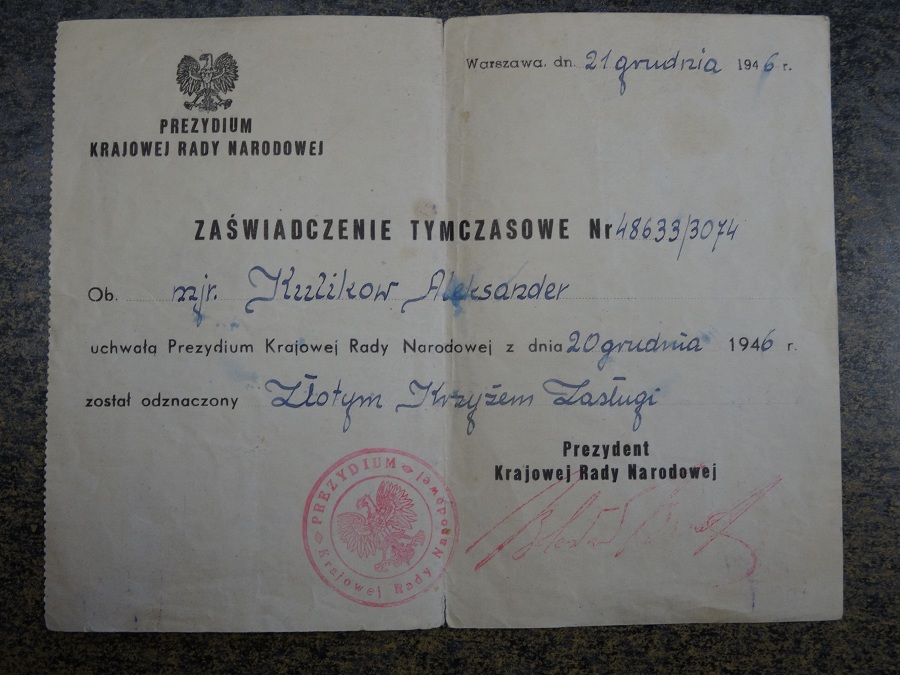 PREZYDIUM
KRAJOWEJ RADY NARODOWEJ
Warszawa, dn. 21 grudnia 1946 r.
ZAŚWIADCZENIE TYMCZASOWE Nr 48633/3074
Ob. mjr. Kulikow Aleksander
uchwałą Prezydium Krajowej Rady Narodowej z dnia 20 grudnia 1946 r.
został odznaczony Złotym Krzyżem Zasługi
Prezydent
Krajowej Rady Narodowej
PREZYDIUM
Krajowej Rady Narodowej